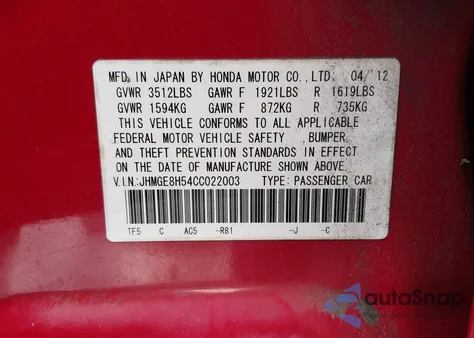 MFD. IN JAPAN BY HONDA MOTOR CO., LTD. 04/'12
GVWR 3512LBS GAWR F 1921LBS R 1619LBS
GVWR 1594KG GAWR F 872KG R 735KG
THIS VEHICLE CONFORMS TO ALL APPLICABLE
FEDERAL MOTOR VEHICLE SAFETY, BUMPER,
AND THEFT PREVENTION STANDARDS IN EFFECT
ON THE DATE OF MANUFACTURE SHOWN ABOVE.
V.I.N.:JHMGE8H54CC022003 TYPE: PASSENGER CAR
TF5 C AC5 -R81 -J -C
autoSnap